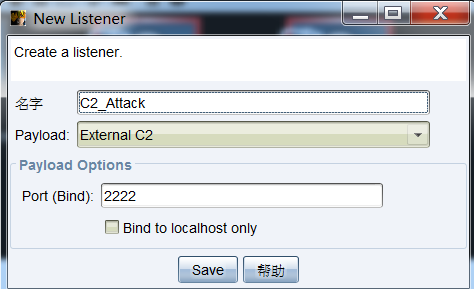 New Listener
Create a listener.
名字 C2_Attack
Payload: External C2
Payload Options
Port (Bind): 2222
Bind to localhost only
Save 帮助